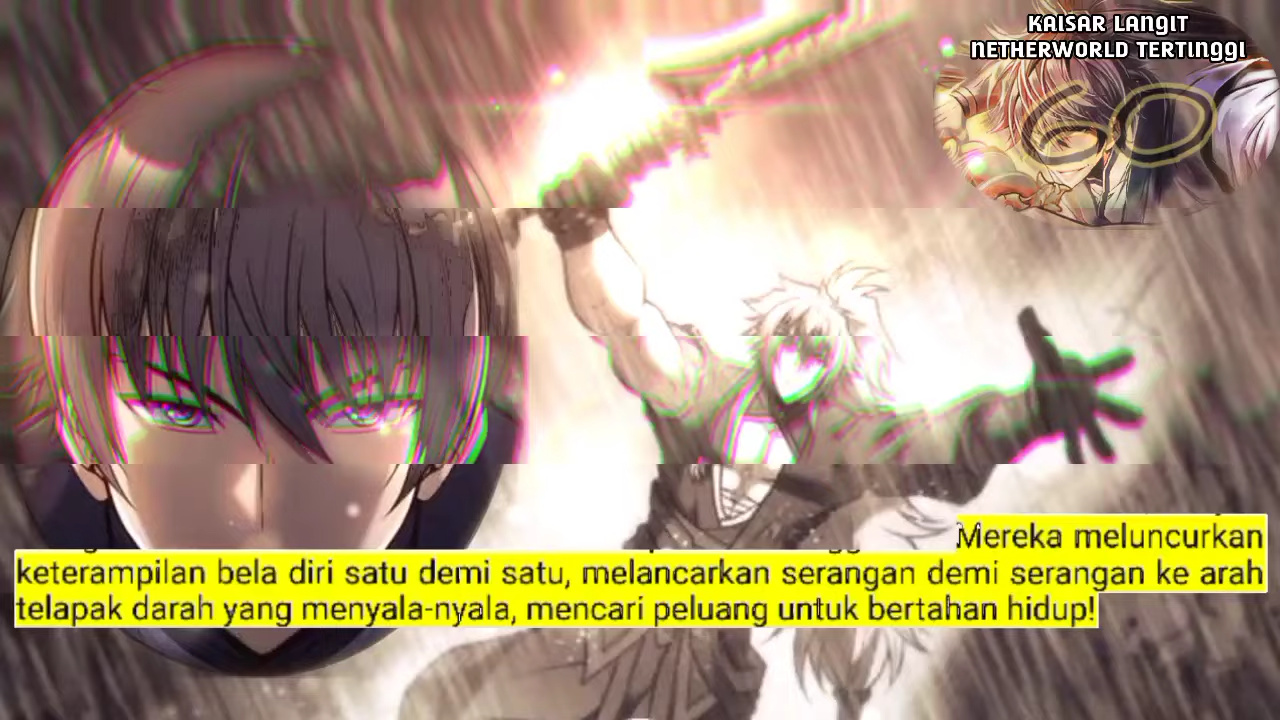 KAISAR LANGIT
NETHERWORLD TERTINGGI
60
Mereka meluncurkan
keterampilan bela diri satu demi satu, melancarkan serangan demi serangan ke arah
telapak darah yang menyala-nyala, mencari peluang untuk bertahan hidup!